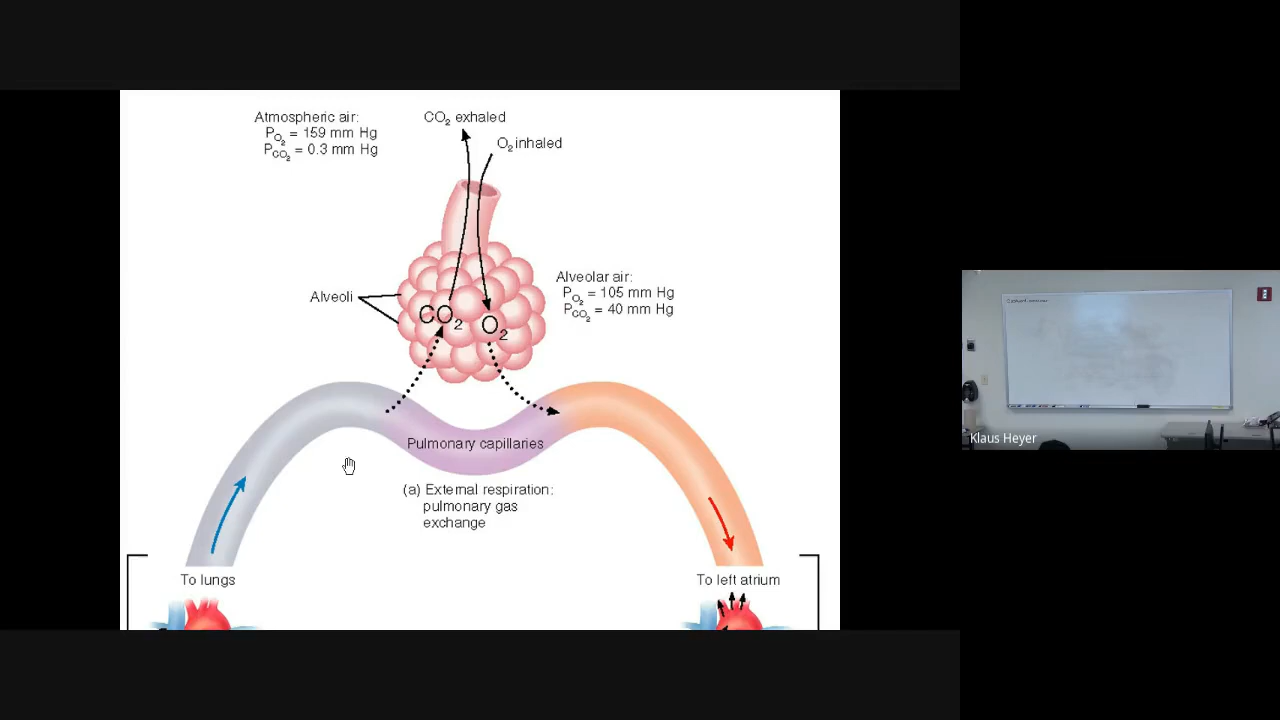 Atmospheric air:
PO₂ = 159 mm Hg
PCO₂ = 0.3 mm Hg
CO₂ exhaled
O₂ inhaled
Alveoli
CO₂
O₂
Alveolar air:
PO₂ = 105 mm Hg
PCO₂ = 40 mm Hg
Pulmonary capillaries
(a) External respiration:
pulmonary gas
exchange
To lungs
To left atrium
Klaus Heyer